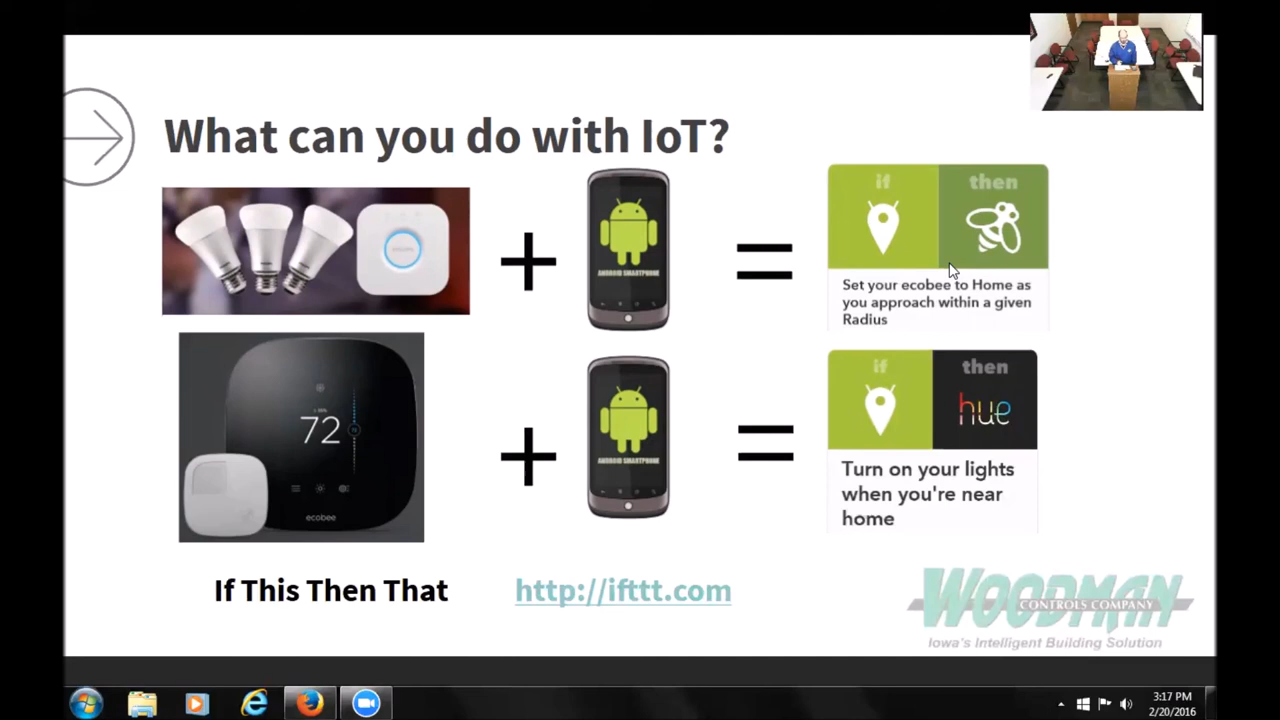 What can you do with IoT?
ANDROID SMARTPHONE
if then
Set your ecobee to Home as
you approach within a given
Radius
72
ecobee
ANDROID SMARTPHONE
if then
hue
Turn on your lights
when you're near
home
If This Then That http://ifttt.com
WOODMAN
CONTROLS COMPANY
Iowa's Intelligent Building Solution
3:17 PM
2/20/2016